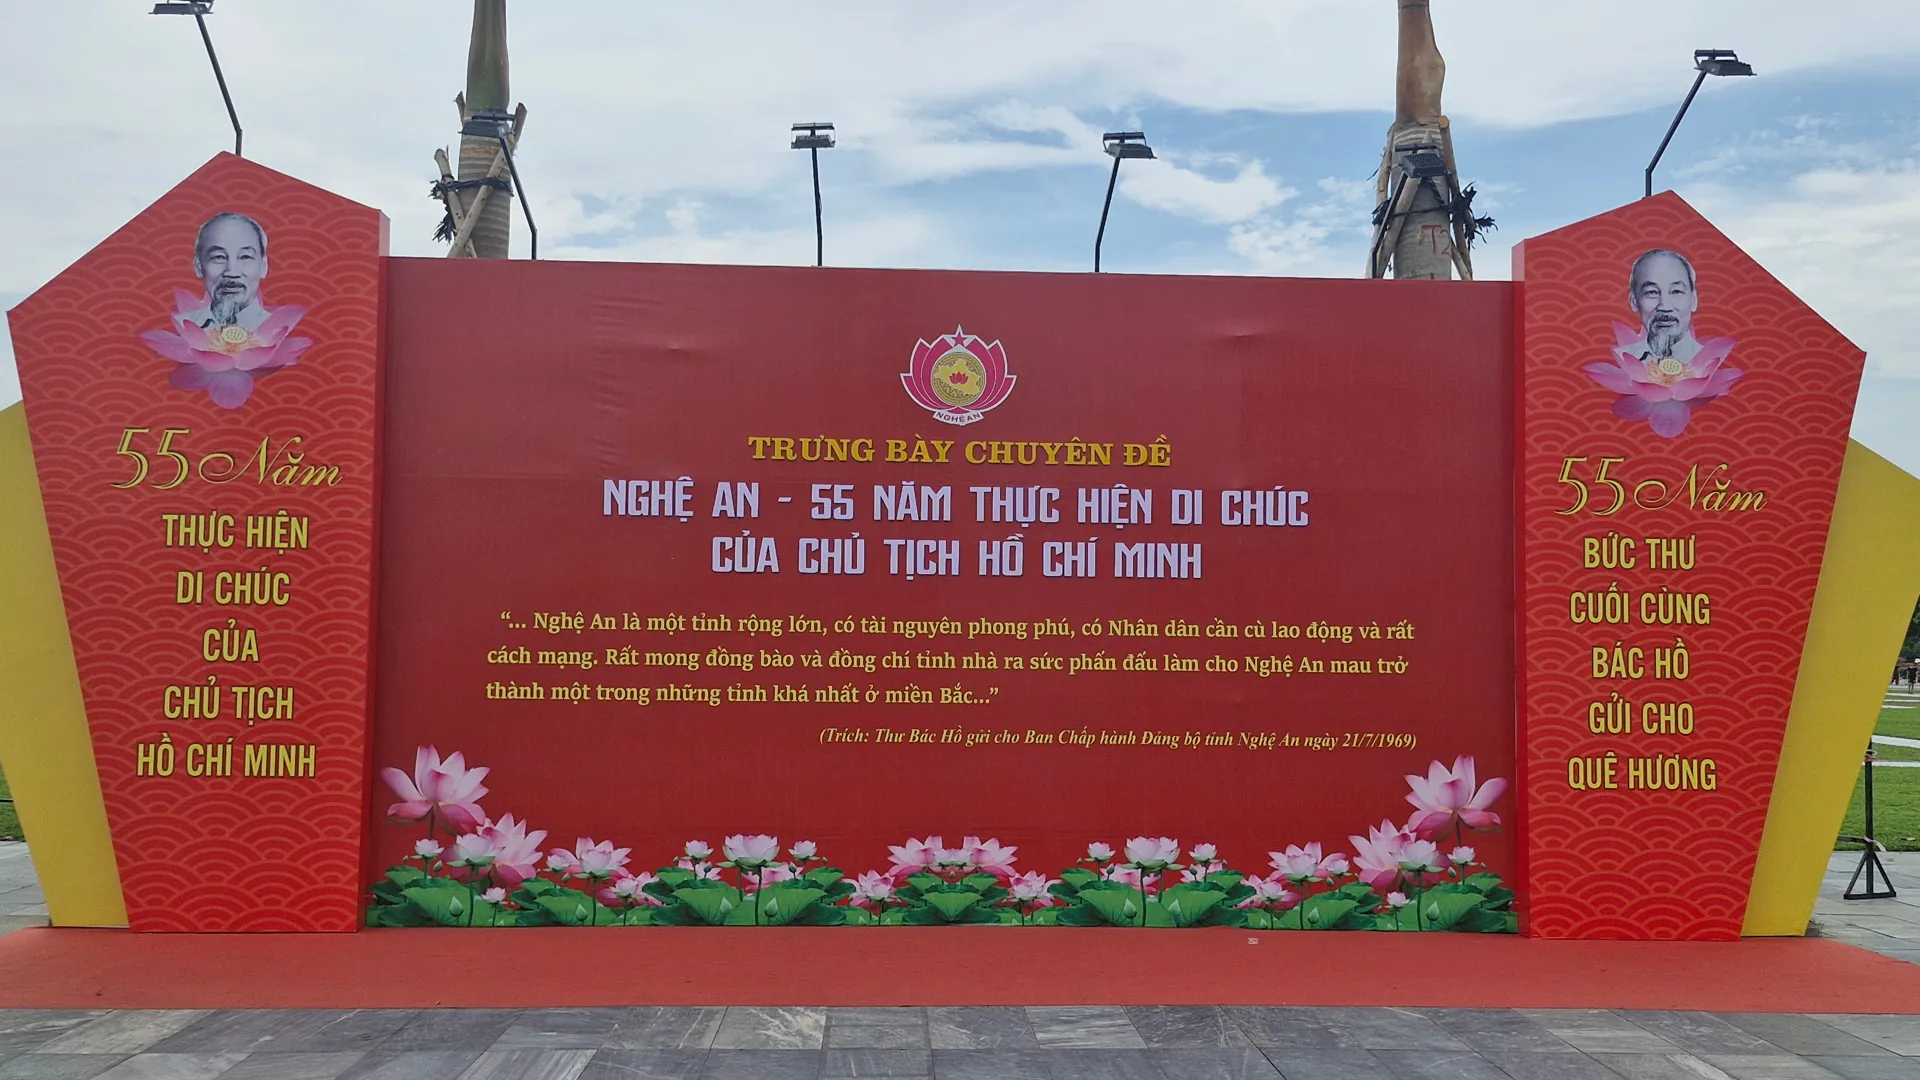 55 Năm
THỰC HIỆN
DI CHÚC
CỦA
CHỦ TỊCH
HỒ CHÍ MINH
NGHỆ AN
TRƯNG BÀY CHUYÊN ĐỀ
NGHỆ AN - 55 NĂM THỰC HIỆN DI CHÚC
CỦA CHỦ TỊCH HỒ CHÍ MINH
“... Nghệ An là một tỉnh rộng lớn, có tài nguyên phong phú, có Nhân dân cần cù lao động và rất
cách mạng. Rất mong đồng bào và đồng chí tỉnh nhà ra sức phấn đấu làm cho Nghệ An mau trở
thành một trong những tỉnh khá nhất ở miền Bắc...”
(Trích: Thư Bác Hồ gửi cho Ban Chấp hành Đảng bộ tỉnh Nghệ An ngày 21/7/1969)
55 Năm
BỨC THƯ
CUỐI CÙNG
BÁC HỒ
GỬI CHO
QUÊ HƯƠNG